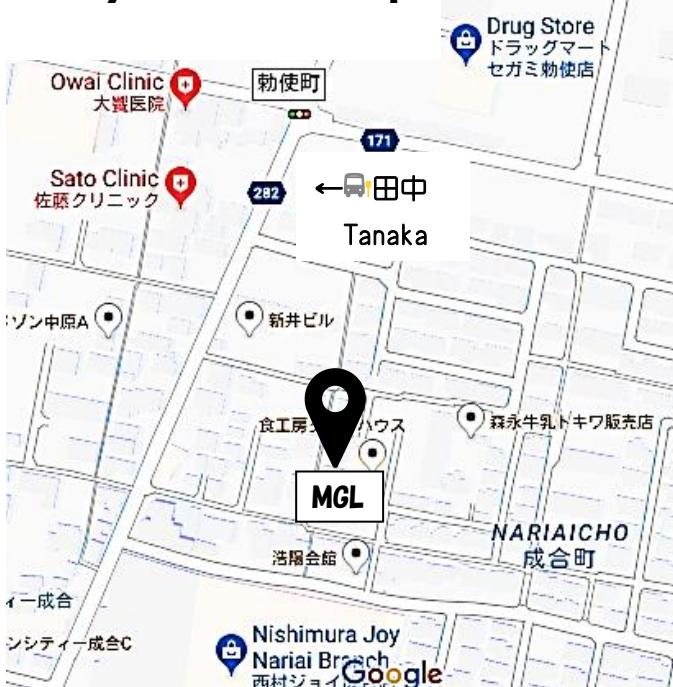 Drug Store
ドラッグマート
セガミ勅使店
Owai Clinic
大饗医院
勅使町
171
Sato Clinic
佐藤クリニック
282
←田中
Tanaka
ゾン中原A
新井ビル
食工房
ハウス
森永牛乳トキワ販売店
MGL
NARIAICHO
成合町
浩陽会館
ィー成合
ンシティー成合C
Nishimura Joy
Nariai Branch
西村ジョイ
Google